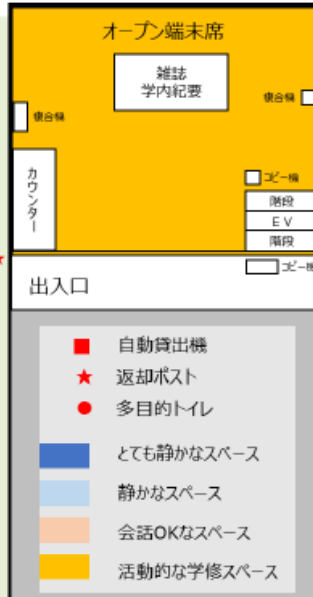 オープン端末席
雑誌
学内紀要
複合機
複合機
カウンター
コピー機
階段
EV
階段
コピー機
出入口
自動貸出機
返却ポスト
多目的トイレ
とても静かなスペース
静かなスペース
会話OKなスペース
活動的な学修スペース